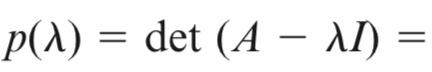 p(λ) = det (A − λI) =